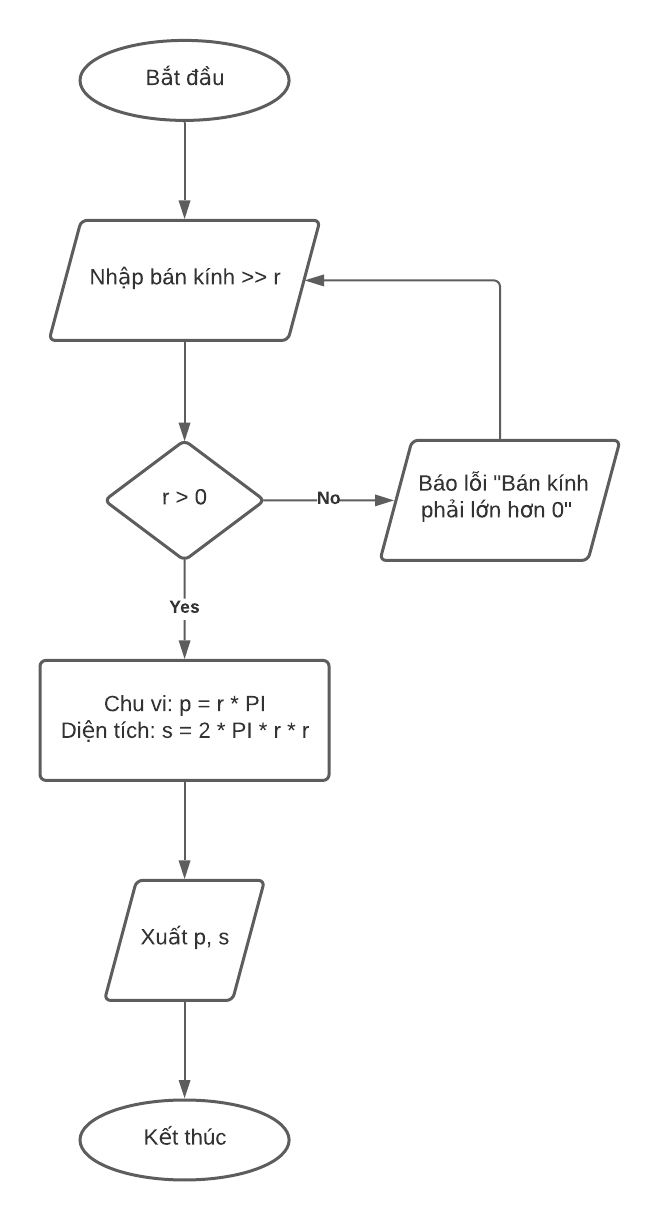 Bắt đầu
Nhập bán kính >> r
r > 0
No
Báo lỗi "Bán kính
phải lớn hơn 0"
Yes
Chu vi: p = r * PI
Diện tích: s = 2 * PI * r * r
Xuất p, s
Kết thúc